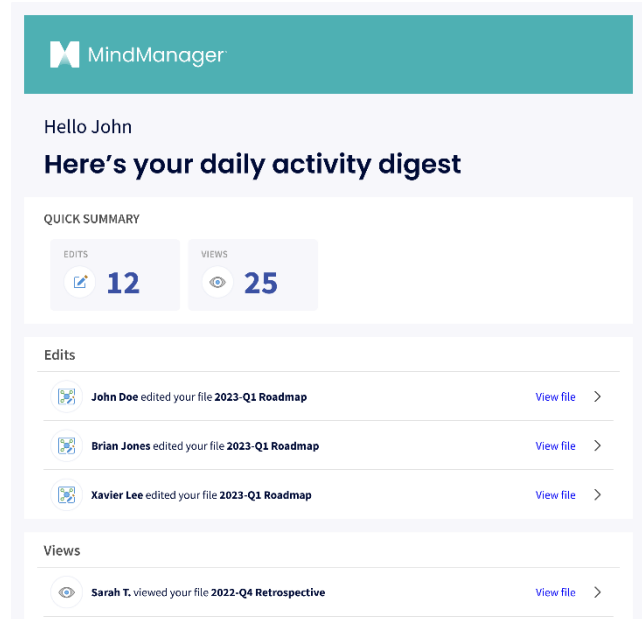 MindManager
Hello John
Here's your daily activity digest
QUICK SUMMARY
EDITS
12
VIEWS
25
Edits
John Doe edited your file 2023-Q1 Roadmap View file
Brian Jones edited your file 2023-Q1 Roadmap View file
Xavier Lee edited your file 2023-Q1 Roadmap View file
Views
Sarah T. viewed your file 2022-Q4 Retrospective View file